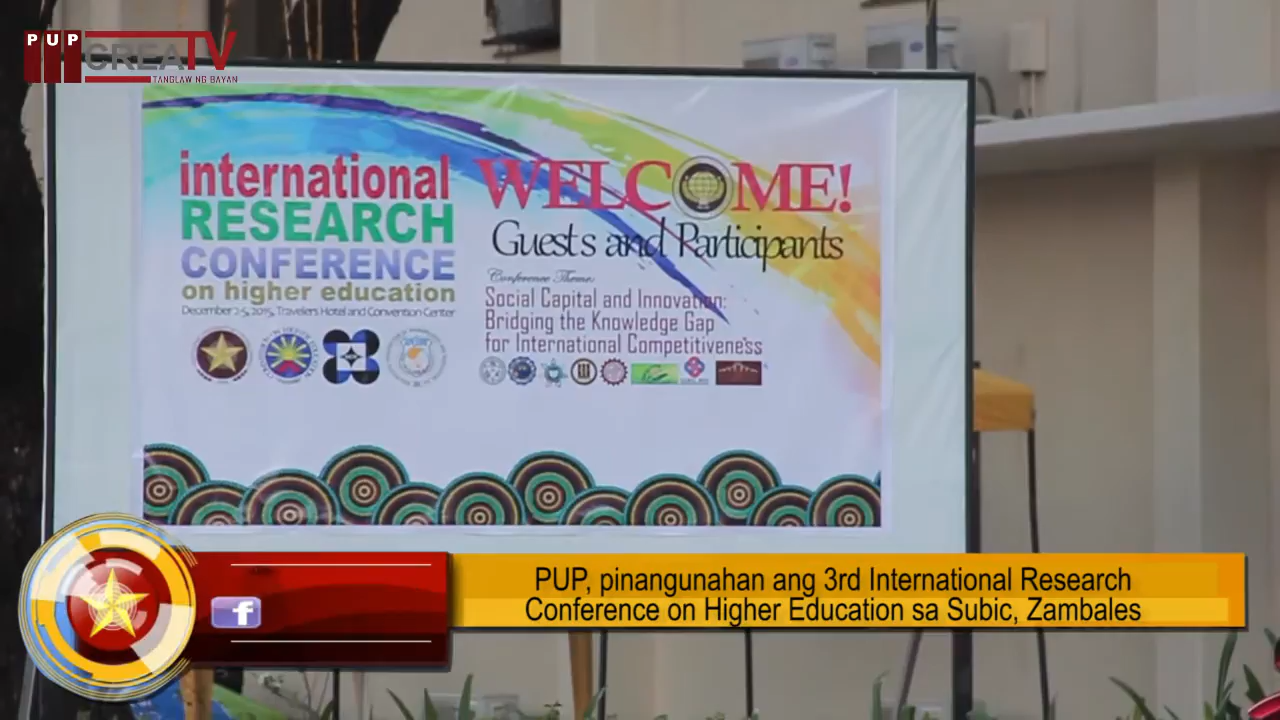 PUP CREATV
TANGLAW NG BAYAN
international
RESEARCH
CONFERENCE
on higher education
December 2-5, 2015, Travelers Hotel and Convention Center
WELCOME!
Guests and Participants
Conference Theme:
Social Capital and Innovation:
Bridging the Knowledge Gap
for International Competitiveness
f
PUP, pinangunahan ang 3rd International Research
Conference on Higher Education sa Subic, Zambales